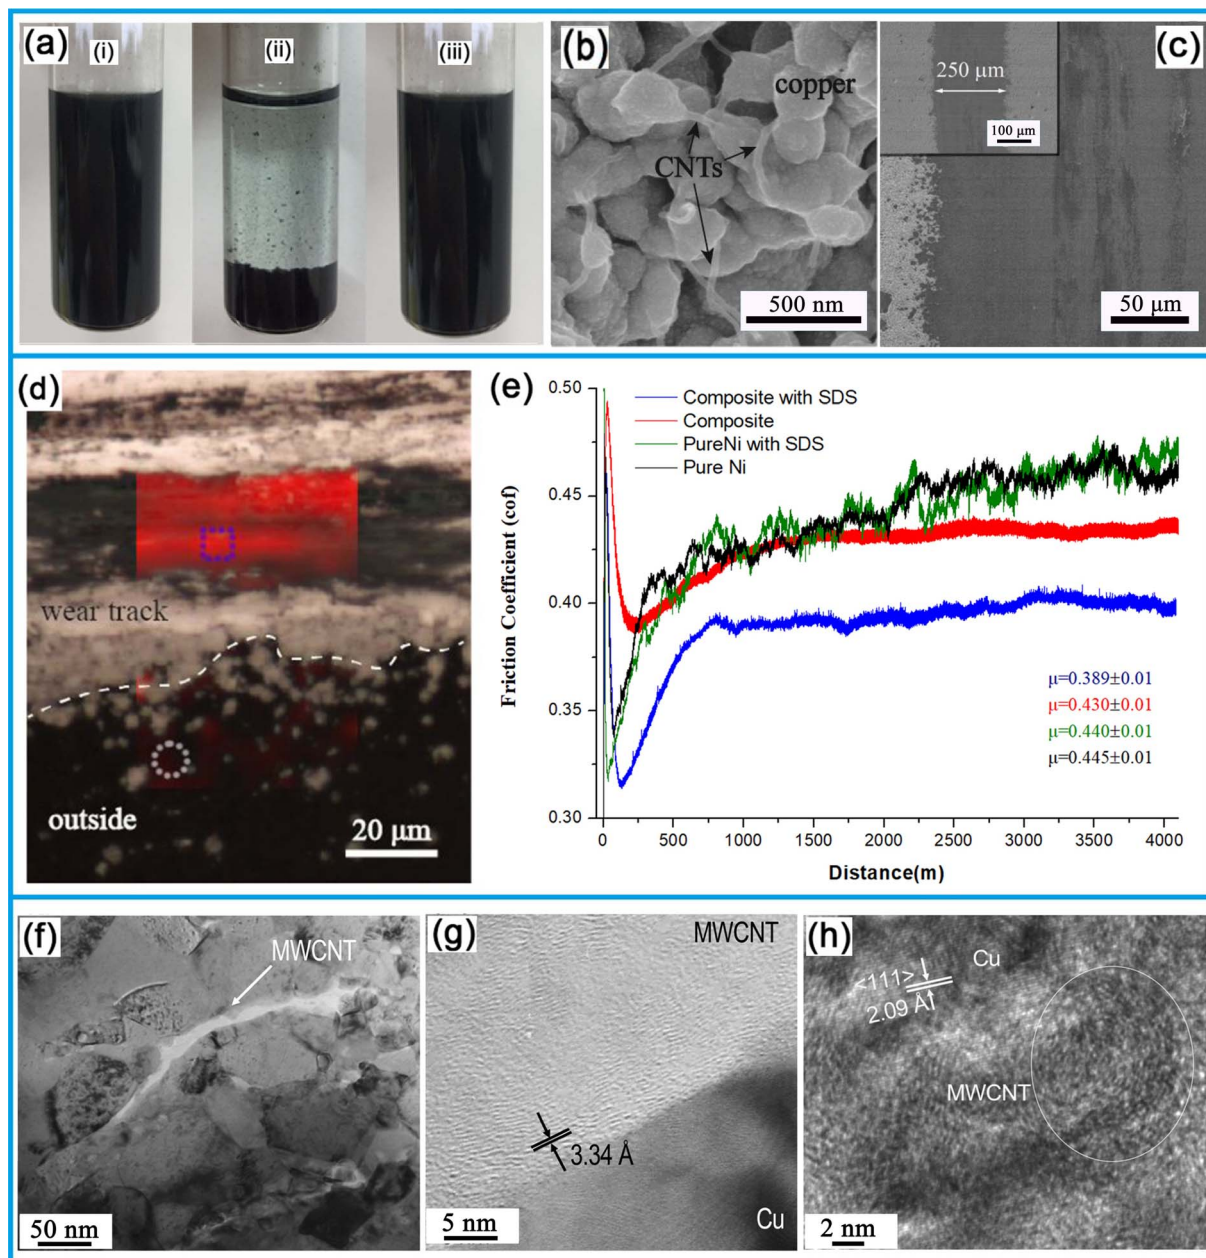 (a)
(i)
(ii)
(iii)
(b)
copper
CNTs
500 nm
(c)
250 μm
100 μm
50 μm
(d)
wear track
outside
20 μm
(e)
0.50
0.45
0.40
0.35
0.30
Friction Coefficient (cof)
Composite with SDS
Composite
PureNi with SDS
Pure Ni
μ=0.389±0.01
μ=0.430±0.01
μ=0.440±0.01
μ=0.445±0.01
0 500 1000 1500 2000 2500 3000 3500 4000
Distance(m)
(f)
MWCNT
50 nm
(g)
MWCNT
3.34 Å
Cu
5 nm
(h)
Cu
<111>
2.09 Å
MWCNT
2 nm